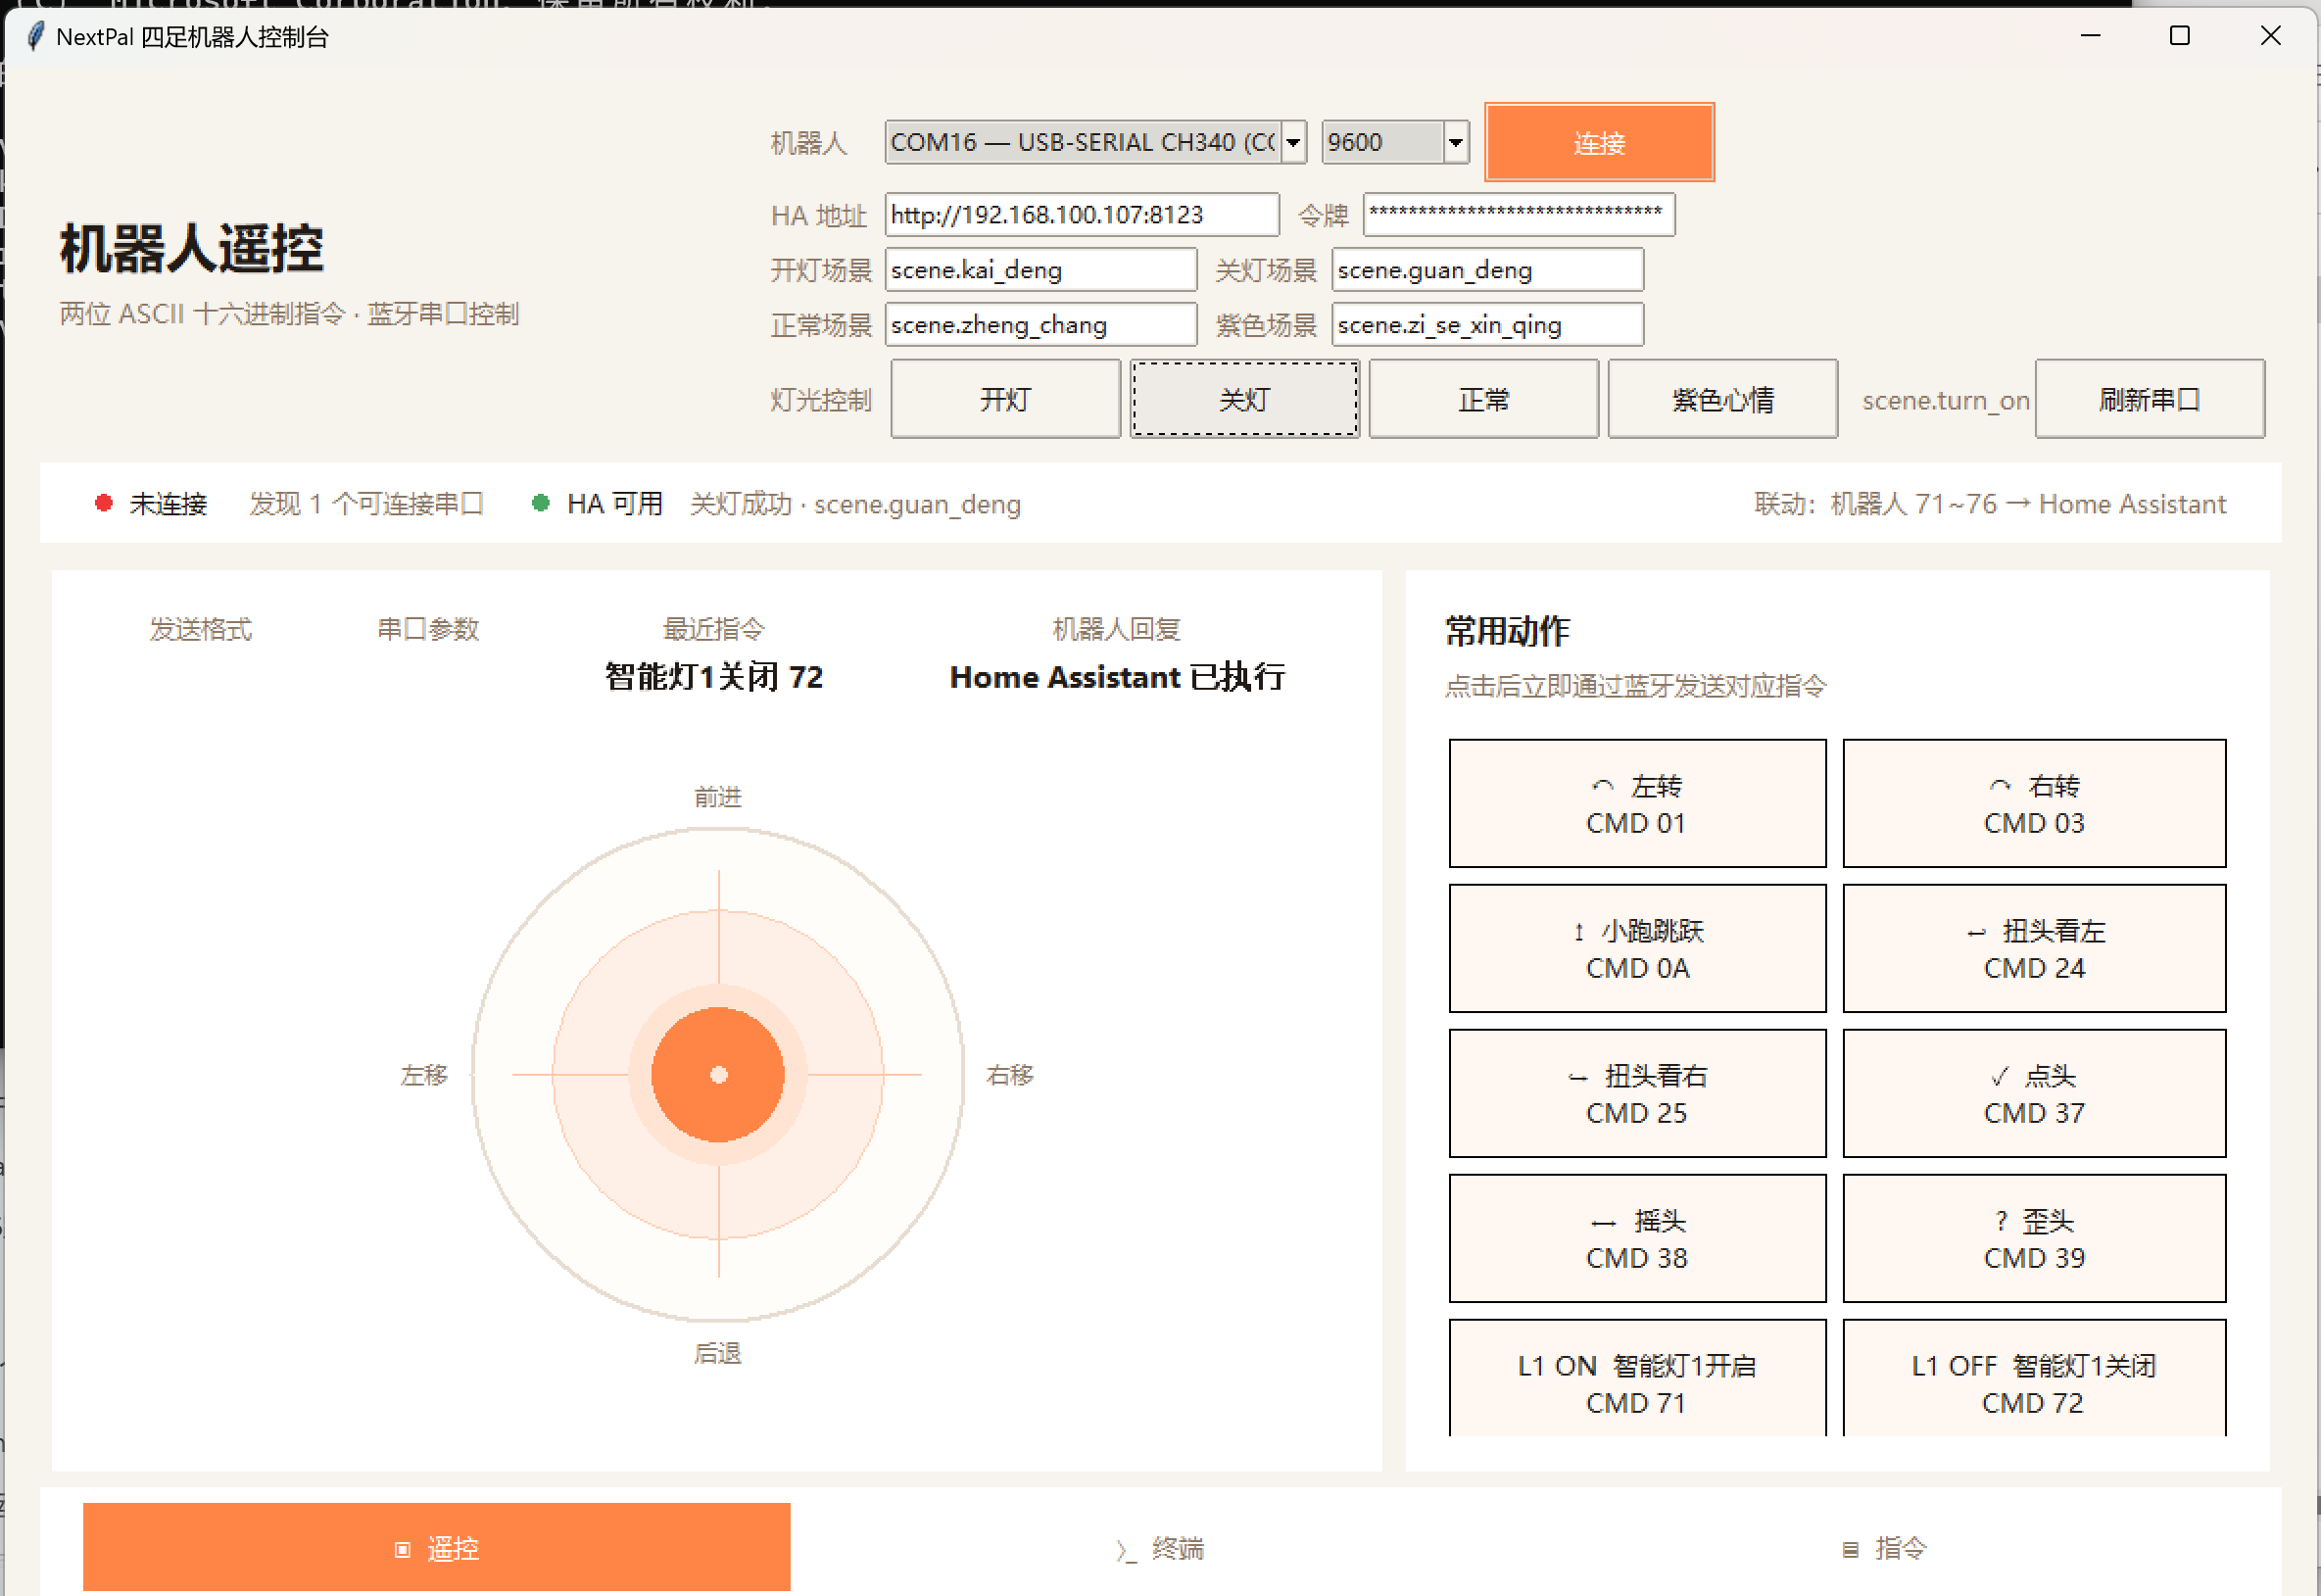 NextPal 四足机器人控制台
机器人 COM16 — USB-SERIAL CH340 (CO 9600 连接
HA 地址 http://192.168.100.107:8123 令牌 ******************************
开灯场景 scene.kai_deng 关灯场景 scene.guan_deng
机器人遥控
两位 ASCII 十六进制指令 · 蓝牙串口控制
正常场景 scene.zheng_chang 紫色场景 scene.zi_se_xin_qing
灯光控制 开灯 关灯 正常 紫色心情 scene.turn_on 刷新串口
未连接 发现 1 个可连接串口 HA 可用 关灯成功 · scene.guan_deng 联动：机器人 71~76 → Home Assistant
发送格式 串口参数 最近指令 机器人回复
智能灯1关闭 72 Home Assistant 已执行
前进
左移 右移
后退
常用动作
点击后立即通过蓝牙发送对应指令
↶ 左转
CMD 01
↷ 右转
CMD 03
↕ 小跑跳跃
CMD 0A
↩ 扭头看左
CMD 24
↪ 扭头看右
CMD 25
✓ 点头
CMD 37
↔ 摇头
CMD 38
? 歪头
CMD 39
L1 ON 智能灯1开启
CMD 71
L1 OFF 智能灯1关闭
CMD 72
▣ 遥控 〉_ 终端 ▤ 指令